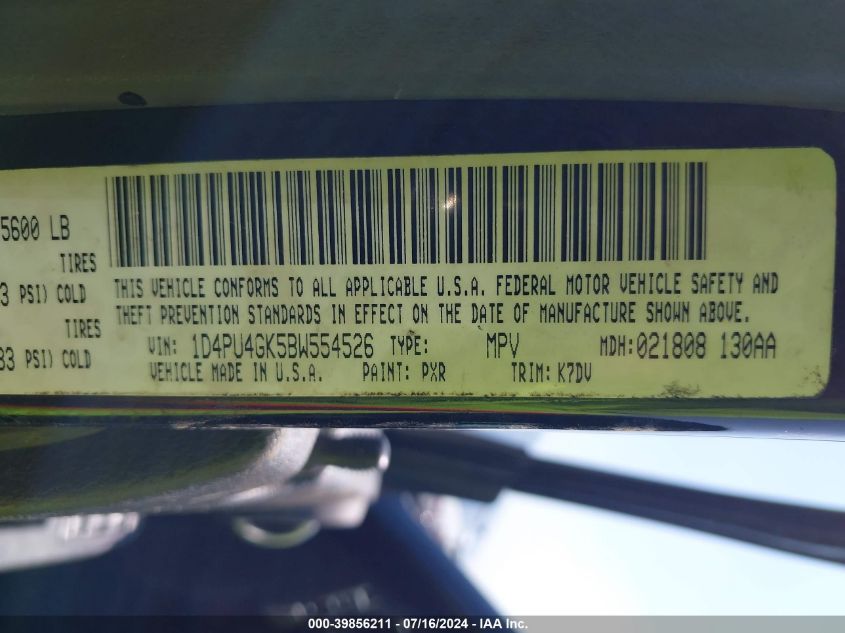 5600 LB
TIRES
3 PSI) COLD
TIRES
33 PSI) COLD
THIS VEHICLE CONFORMS TO ALL APPLICABLE U.S.A. FEDERAL MOTOR VEHICLE SAFETY AND
THEFT PREVENTION STANDARDS IN EFFECT ON THE DATE OF MANUFACTURE SHOWN ABOVE.
VIN: 1D4PU4GK5BW554526 TYPE: MPV MDH:021808 130AA
VEHICLE MADE IN U.S.A. PAINT: PXR TRIM: K7DV
000-39856211 - 07/16/2024 - IAA Inc.